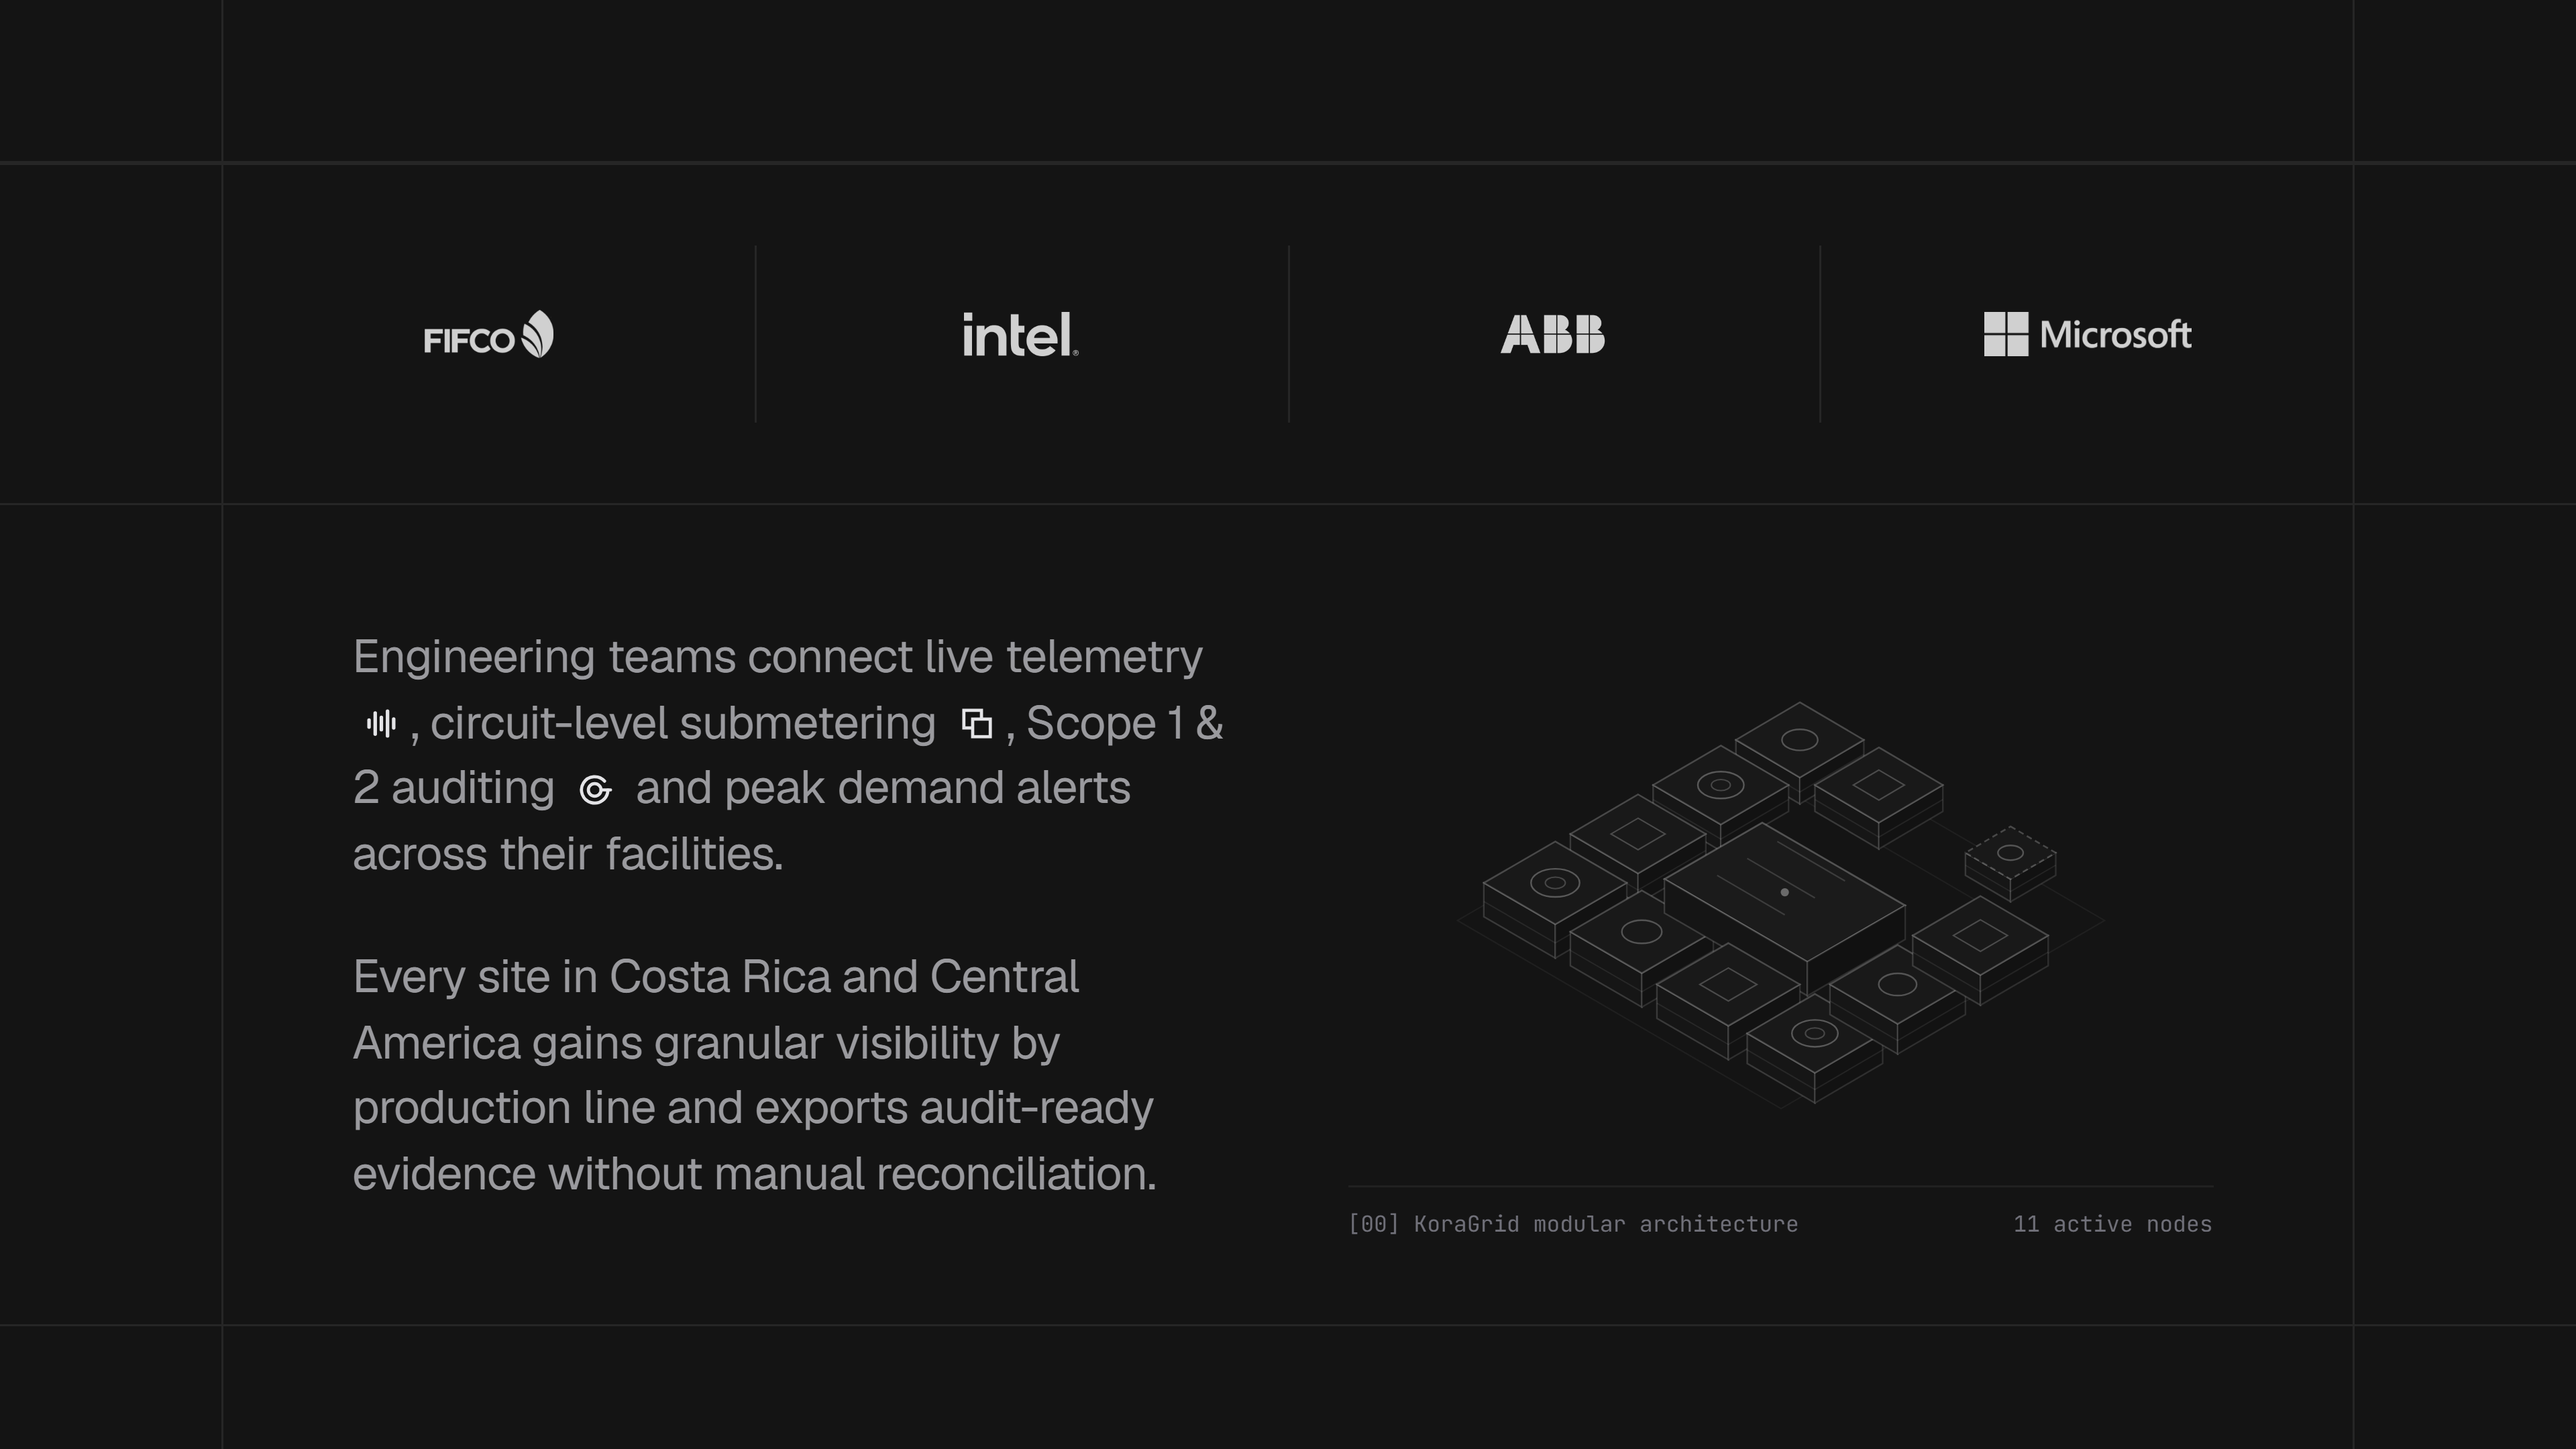 FIFCO
intel®
ABB
Microsoft
Engineering teams connect live telemetry
, circuit-level submetering , Scope 1 &
2 auditing and peak demand alerts
across their facilities.
Every site in Costa Rica and Central
America gains granular visibility by
production line and exports audit-ready
evidence without manual reconciliation.
[00] KoraGrid modular architecture
11 active nodes